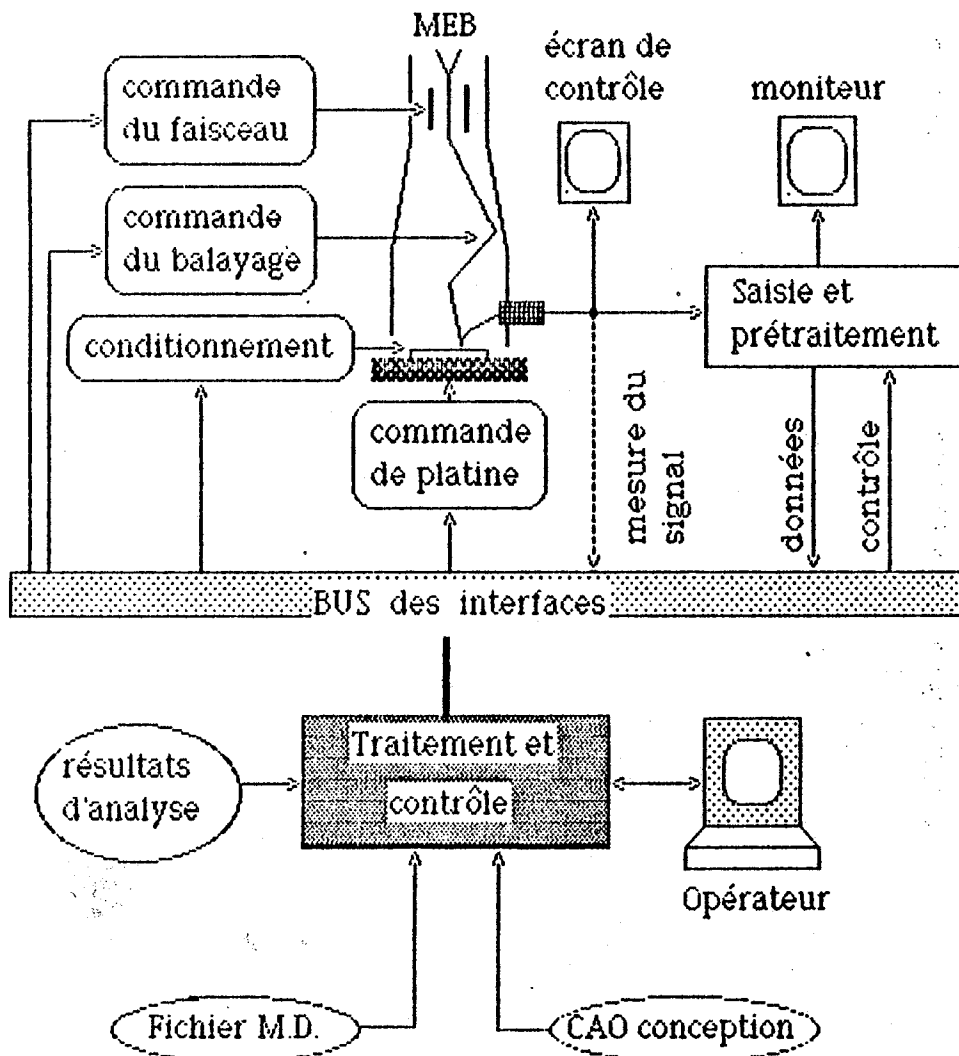 MEB
écran de
contrôle
moniteur
commande
du faisceau
commande
du balayage
conditionnement
commande
de platine
Saisie et
prétraitement
mesure du
signal
données
contrôle
BUS des interfaces
Traitement et
contrôle
résultats
d'analyse
Opérateur
Fichier M.D.
CAO conception